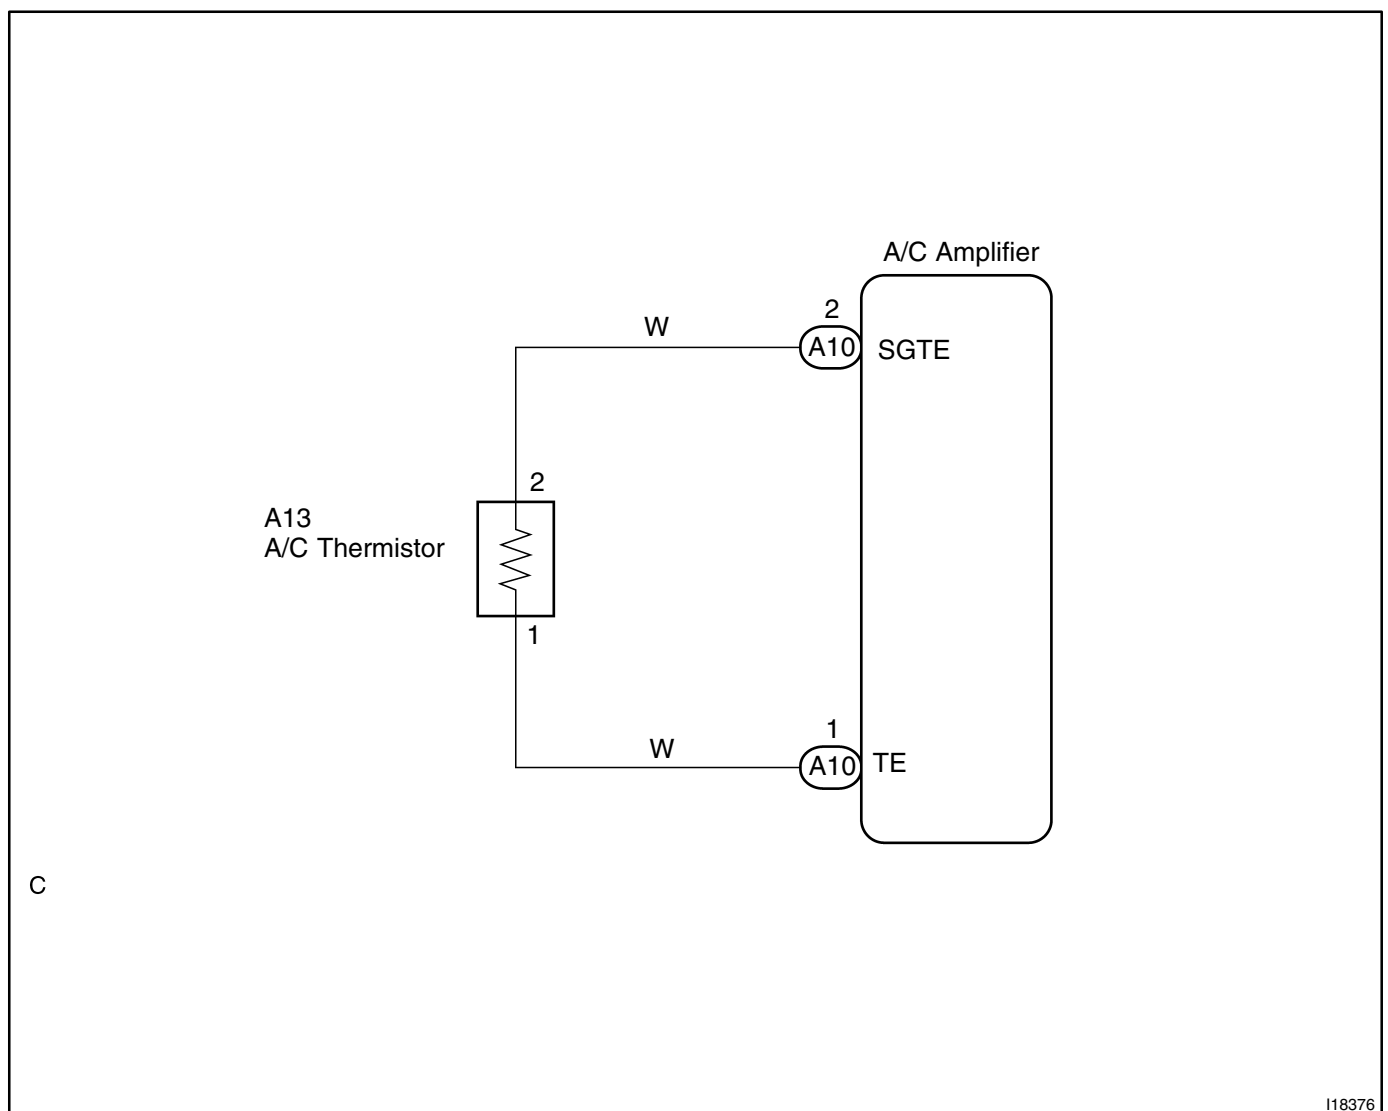 A/C Amplifier
2
W
A10
SGTE
2
A13
A/C Thermistor
1
1
W
A10
TE
C
I18376